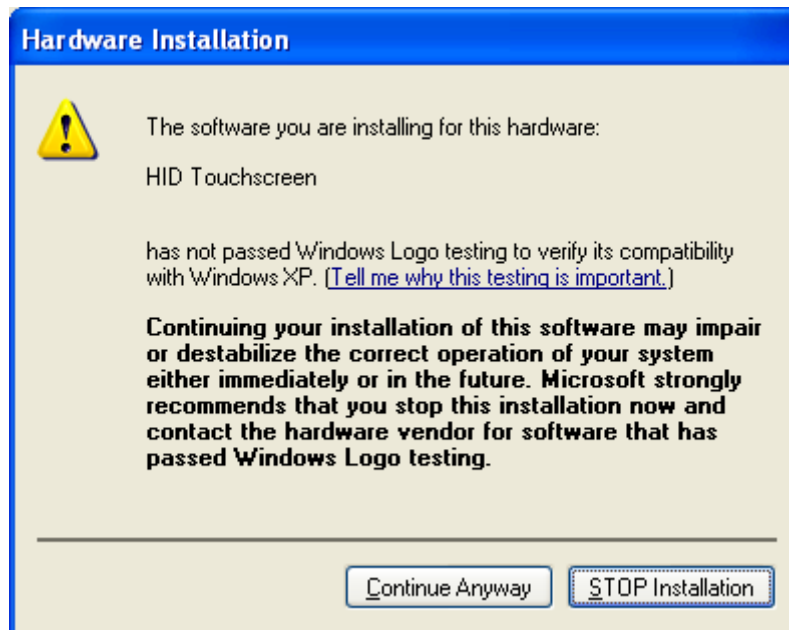 Hardware Installation
The software you are installing for this hardware:
HID Touchscreen
has not passed Windows Logo testing to verify its compatibility
with Windows XP. (Tell me why this testing is important.)
Continuing your installation of this software may impair
or destabilize the correct operation of your system
either immediately or in the future. Microsoft strongly
recommends that you stop this installation now and
contact the hardware vendor for software that has
passed Windows Logo testing.
Continue Anyway
STOP Installation